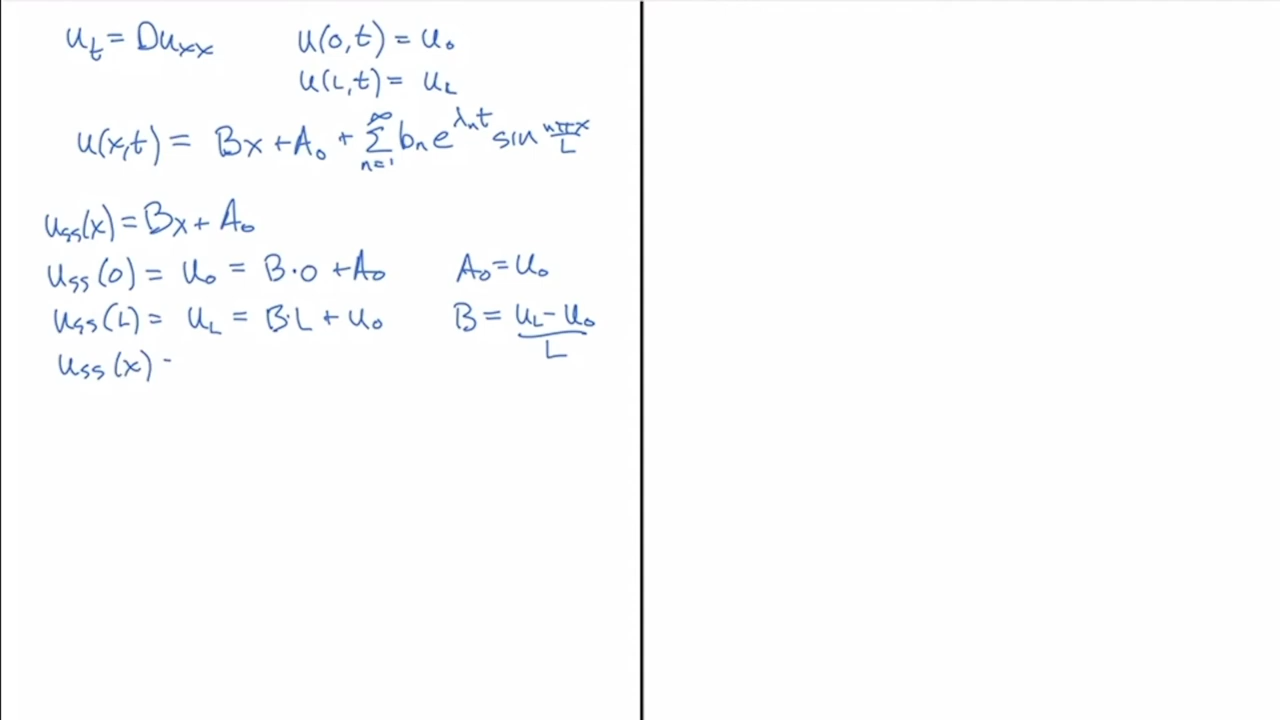 u_t = Du_xx u(0,t) = u_0
u(L,t) = u_L
u(x,t) = Bx + A_0 + ∑_{n=1}^∞ b_n e^{λ_n t} sin nπx/L
u_ss(x) = Bx + A_0
u_ss(0) = u_0 = B·0 + A_0 A_0 = u_0
u_ss(L) = u_L = B·L + u_0 B = (u_L - u_0)/L
u_ss(x) -